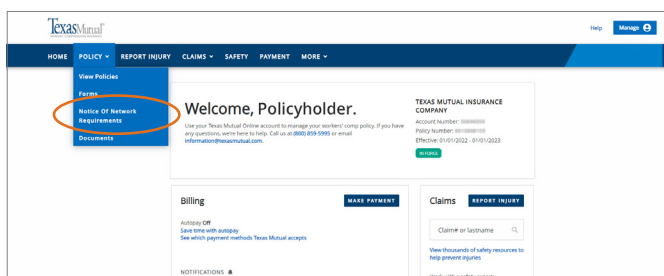 TexasMutual
Help
Manage
HOME POLICY REPORT INJURY CLAIMS SAFETY PAYMENT MORE
View Policies
Forms
Notice Of Network
Requirements
Documents
Welcome, Policyholder.
Use your Texas Mutual Online account to manage your workers' comp policy. If you have
any questions, we're here to help. Call us at (800) 859-5995 or email
information@texasmutual.com.
TEXAS MUTUAL INSURANCE
COMPANY
Account Number:
Policy Number:
Effective: 01/01/2022 - 01/01/2023
IN FORCE
Billing
MAKE PAYMENT
Autopay Off
Save time with autopay
See which payment methods Texas Mutual accepts
NOTIFICATIONS
Claims
REPORT INJURY
Claim# or lastname
View thousands of safety resources to
help prevent injuries